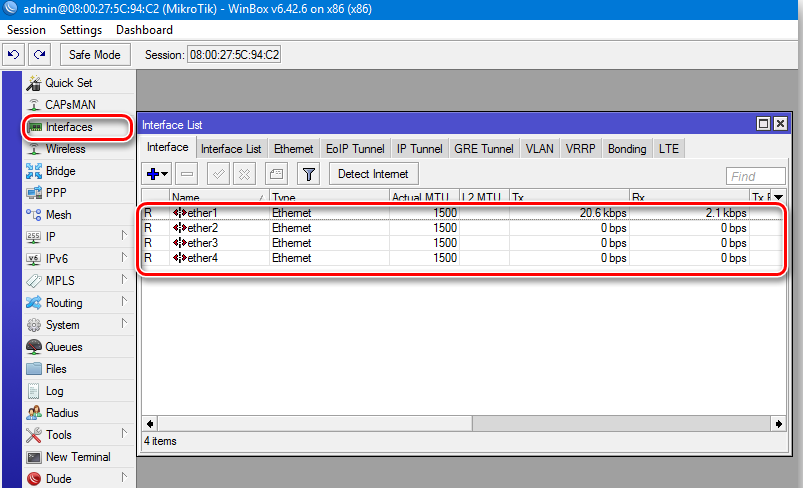 admin@08:00:27:5C:94:C2 (MikroTik) - WinBox v6.42.6 on x86 (x86)
Session Settings Dashboard
Safe Mode Session: 08:00:27:5C:94:C2
Quick Set
CAPsMAN
Interfaces
Wireless
Bridge
PPP
Mesh
IP
IPv6
MPLS
Routing
System
Queues
Files
Log
Radius
Tools
New Terminal
Dude
Interface List
Interface Interface List Ethernet EoIP Tunnel IP Tunnel GRE Tunnel VLAN VRRP Bonding LTE
Detect Internet Find
Name Type Actual MTU L2 MTU Tx Rx Tx
R ether1 Ethernet 1500 20.6 kbps 2.1 kbps
R ether2 Ethernet 1500 0 bps 0 bps
R ether3 Ethernet 1500 0 bps 0 bps
R ether4 Ethernet 1500 0 bps 0 bps
4 items